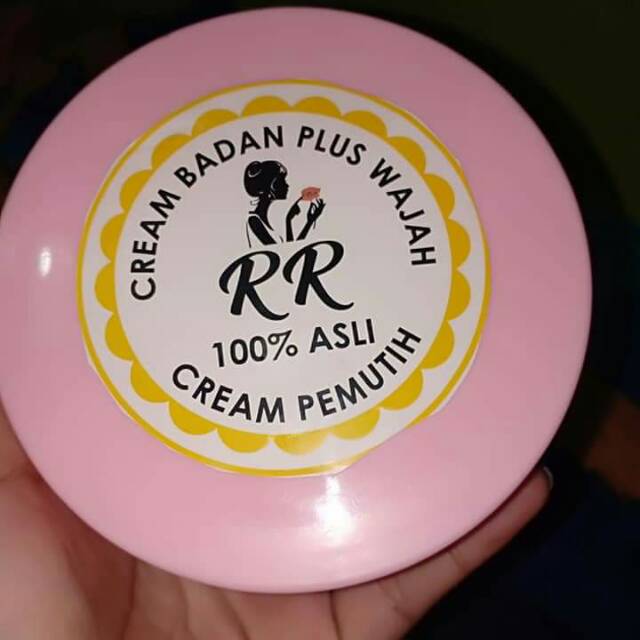 CREAM BADAN PLUS WAJAH
RR
100% ASLI
CREAM PEMUTIH